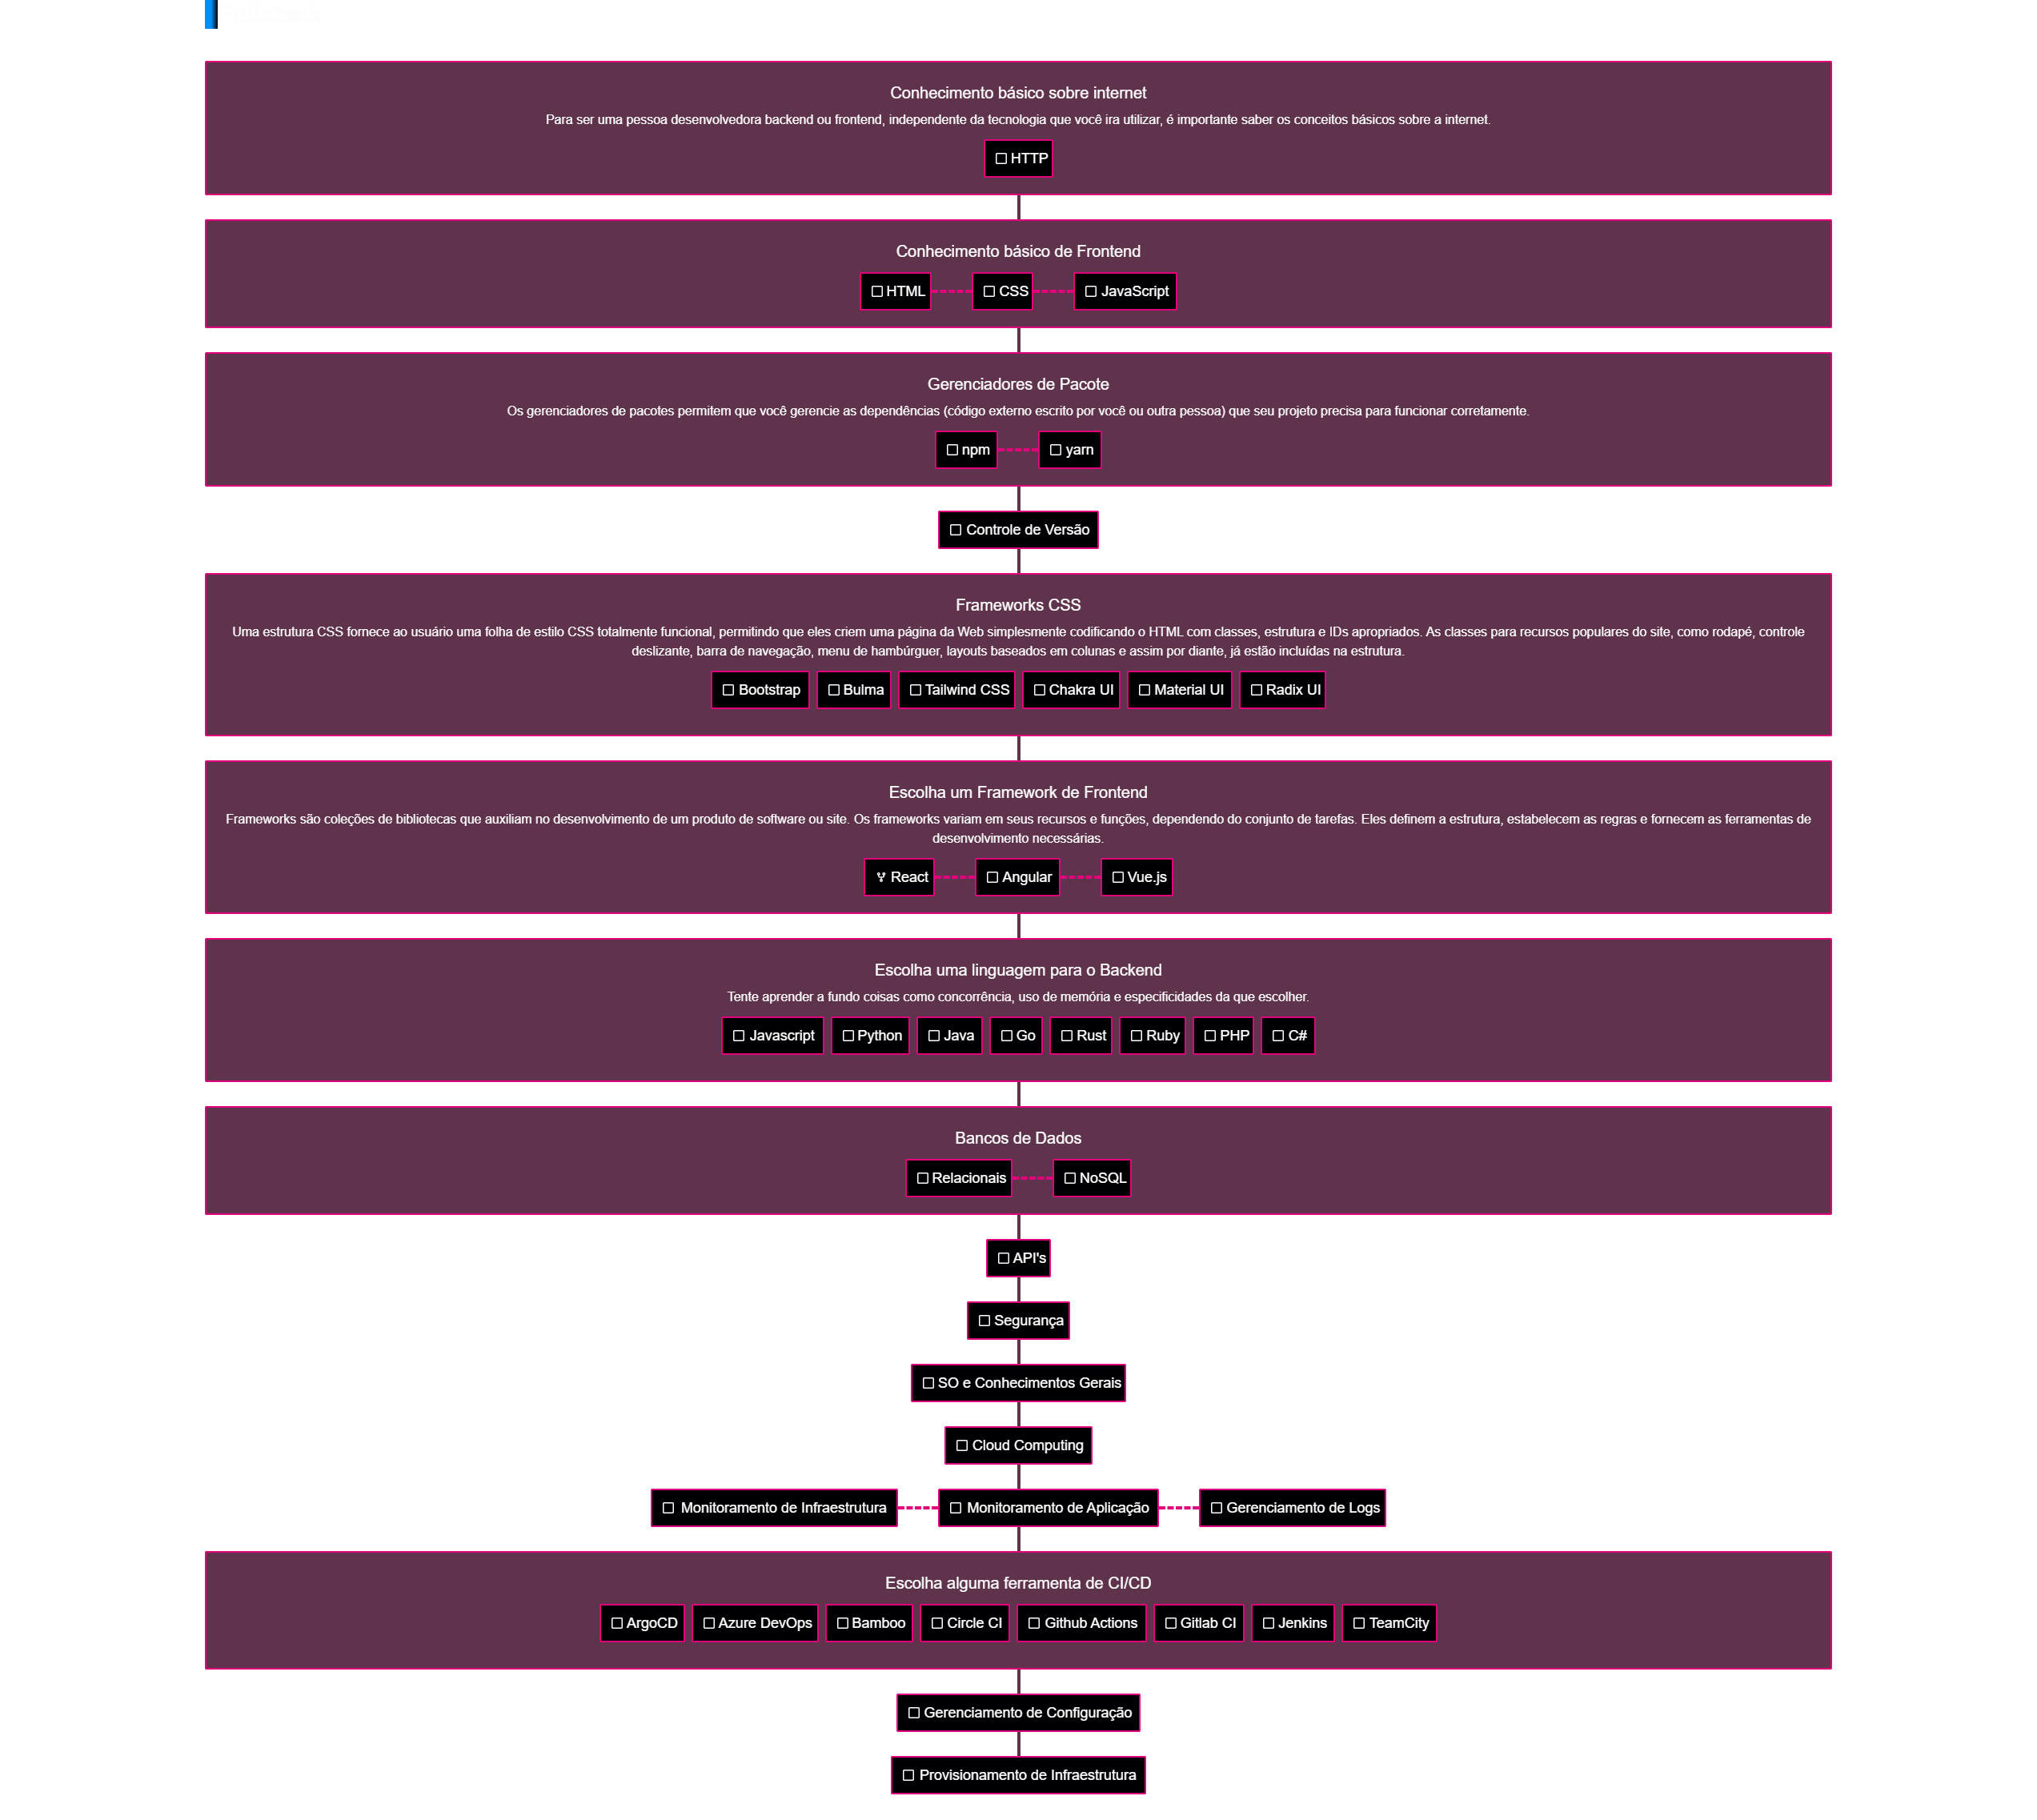 Conhecimento básico sobre internet
Para ser uma pessoa desenvolvedora backend ou frontend, independente da tecnologia que você ira utilizar, é importante saber os conceitos básicos sobre a internet.
HTTP
Conhecimento básico de Frontend
HTML CSS JavaScript
Gerenciadores de Pacote
Os gerenciadores de pacotes permitem que você gerencie as dependências (código externo escrito por você ou outra pessoa) que seu projeto precisa para funcionar corretamente.
npm yarn
Controle de Versão
Frameworks CSS
Uma estrutura CSS fornece ao usuário uma folha de estilo CSS totalmente funcional, permitindo que eles criem uma página da Web simplesmente codificando o HTML com classes, estrutura e IDs apropriados. As classes para recursos populares do site, como rodapé, controle
deslizante, barra de navegação, menu de hambúrguer, layouts baseados em colunas e assim por diante, já estão incluídas na estrutura.
Bootstrap Bulma Tailwind CSS Chakra UI Material UI Radix UI
Escolha um Framework de Frontend
Frameworks são coleções de bibliotecas que auxiliam no desenvolvimento de um produto de software ou site. Os frameworks variam em seus recursos e funções, dependendo do conjunto de tarefas. Eles definem a estrutura, estabelecem as regras e fornecem as ferramentas de
desenvolvimento necessárias.
React Angular Vue.js
Escolha uma linguagem para o Backend
Tente aprender a fundo coisas como concorrência, uso de memória e especificidades da que escolher.
Javascript Python Java Go Rust Ruby PHP C#
Bancos de Dados
Relacionais NoSQL
API's
Segurança
SO e Conhecimentos Gerais
Cloud Computing
Monitoramento de Infraestrutura Monitoramento de Aplicação Gerenciamento de Logs
Escolha alguma ferramenta de CI/CD
ArgoCD Azure DevOps Bamboo Circle CI Github Actions Gitlab CI Jenkins TeamCity
Gerenciamento de Configuração
Provisionamento de Infraestrutura